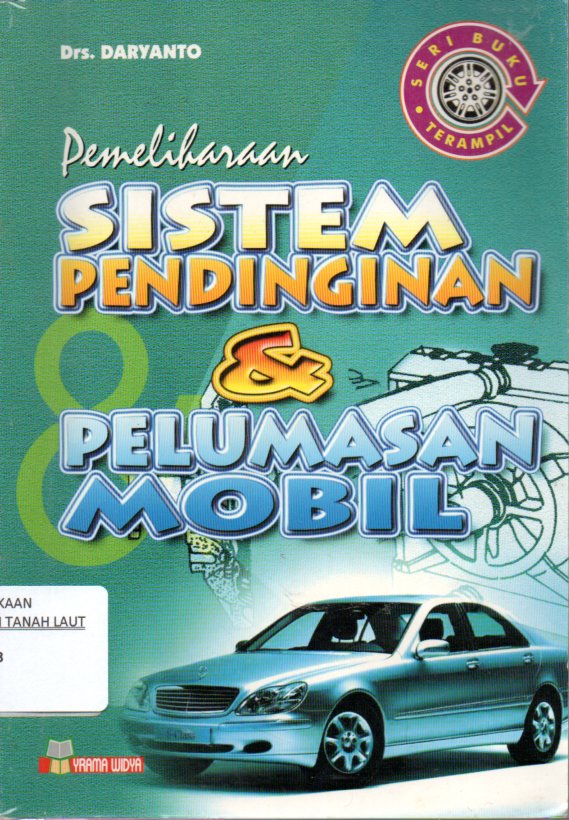 Drs. DARYANTO
SERI BUKU
TERAMPIL
Pemeliharaan
SISTEM
PENDINGINAN
&
PELUMASAN
MOBIL
KAAN
TANAH LAUT
YRAMA WIDYA